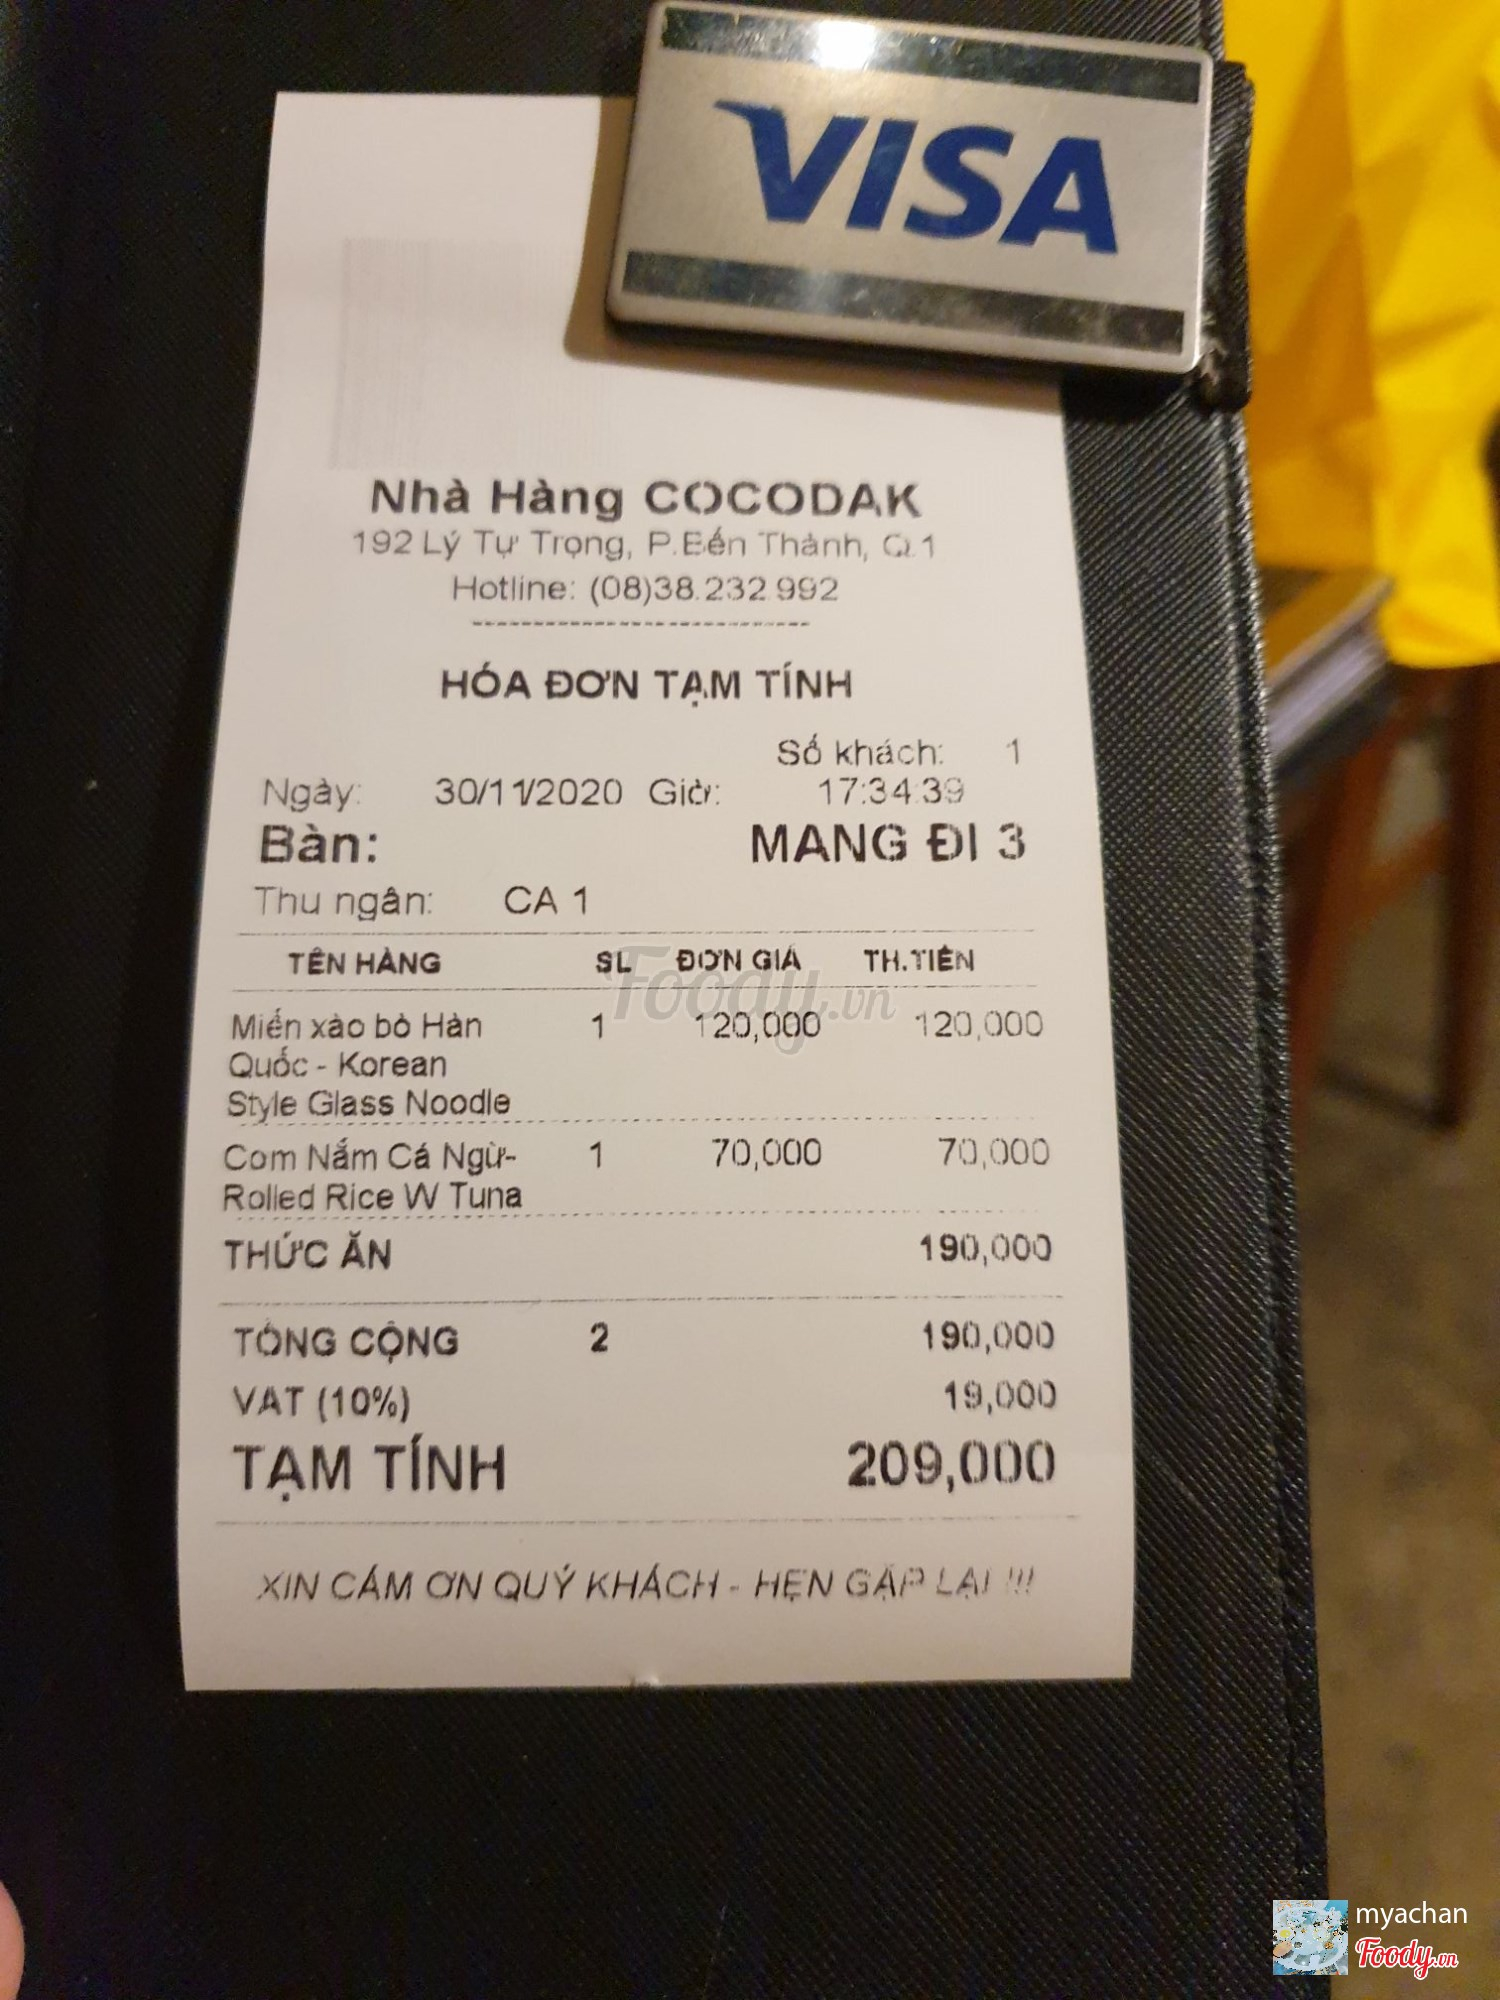 VISA
Nhà Hàng COCODAK
192 Lý Tự Trọng, P.Bến Thành, Q.1
Hotline: (08)38.232.992
HÓA ĐƠN TẠM TÍNH
Số khách: 1
Ngày: 30/11/2020 Giờ: 17:34:39
Bàn: MANG ĐI 3
Thu ngân: CA 1
TÊN HÀNG SL ĐƠN GIÁ TH.TIỀN
Miến xào bò Hàn 1 120,000 120,000
Quốc - Korean
Style Glass Noodle
Com Nắm Cá Ngừ- 1 70,000 70,000
Rolled Rice W Tuna
THỨC ĂN 190,000
TỔNG CỘNG 2 190,000
VAT (10%) 19,000
TẠM TÍNH 209,000
XIN CÁM ƠN QUÝ KHÁCH - HẸN GẶP LẠI !!!
Foody.vn
myachan
Foody.vn